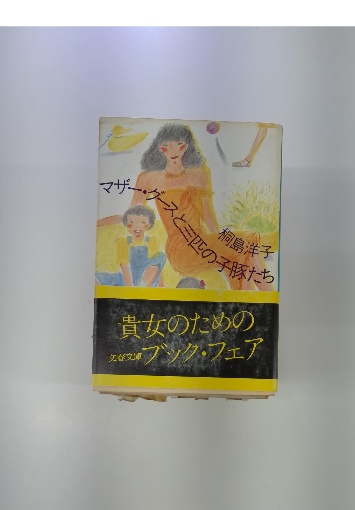 マザー・グースと三匹の子豚たち
桐島洋子
貴女のための
文春文庫 ブック・フェア